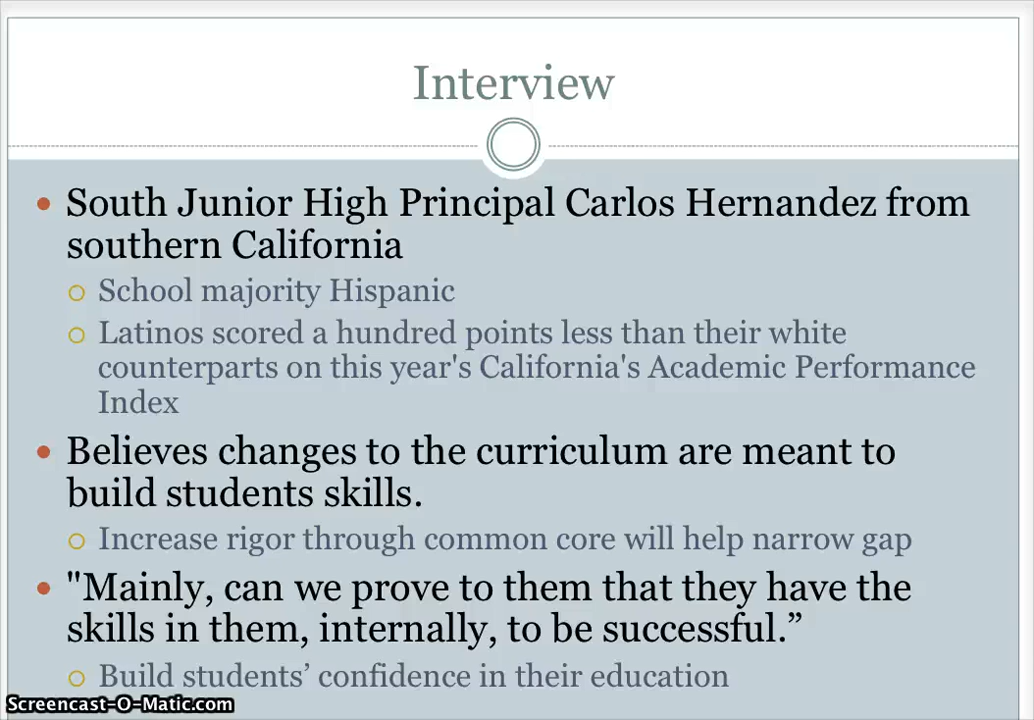 Interview
South Junior High Principal Carlos Hernandez from
southern California
School majority Hispanic
Latinos scored a hundred points less than their white
counterparts on this year's California's Academic Performance
Index
Believes changes to the curriculum are meant to
build students skills.
Increase rigor through common core will help narrow gap
"Mainly, can we prove to them that they have the
skills in them, internally, to be successful.”
Build students’ confidence in their education
Screencast-O-Matic.com